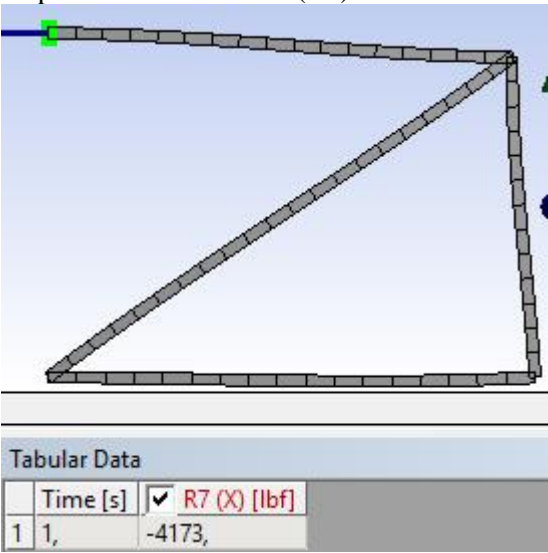 Tabular Data
Time [s] R7 (X) [lbf]
1 1, -4173,